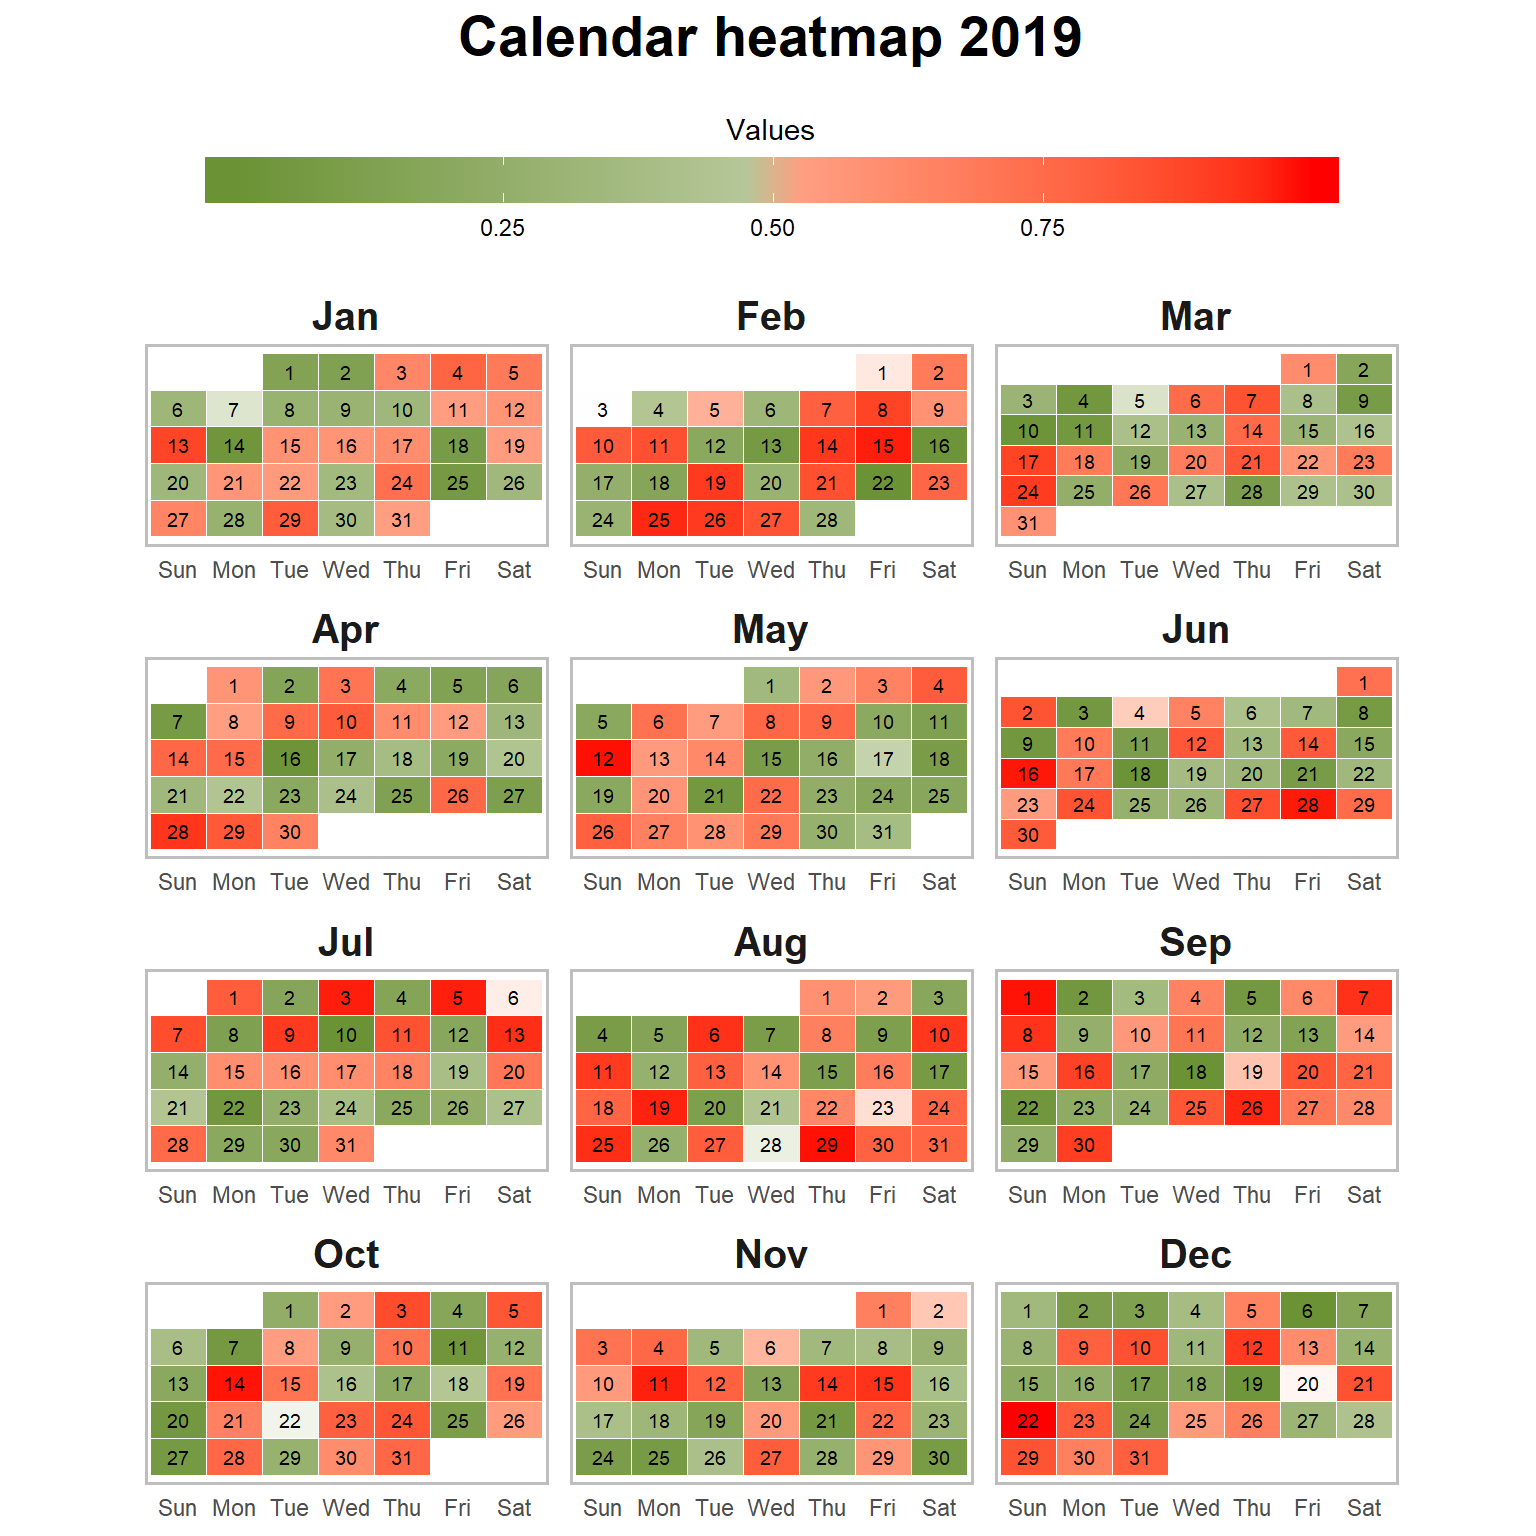 Calendar heatmap 2019
Values
0.25 0.50 0.75
Jan Feb Mar
1 2 3 4 5
6 7 8 9 10 11 12
13 14 15 16 17 18 19
20 21 22 23 24 25 26
27 28 29 30 31
Sun Mon Tue Wed Thu Fri Sat
1 2
3 4 5 6 7 8 9
10 11 12 13 14 15 16
17 18 19 20 21 22 23
24 25 26 27 28
Sun Mon Tue Wed Thu Fri Sat
1 2
3 4 5 6 7 8 9
10 11 12 13 14 15 16
17 18 19 20 21 22 23
24 25 26 27 28 29 30
31
Sun Mon Tue Wed Thu Fri Sat
Apr May Jun
1 2 3 4 5 6
7 8 9 10 11 12 13
14 15 16 17 18 19 20
21 22 23 24 25 26 27
28 29 30
Sun Mon Tue Wed Thu Fri Sat
1 2 3 4
5 6 7 8 9 10 11
12 13 14 15 16 17 18
19 20 21 22 23 24 25
26 27 28 29 30 31
Sun Mon Tue Wed Thu Fri Sat
1
2 3 4 5 6 7 8
9 10 11 12 13 14 15
16 17 18 19 20 21 22
23 24 25 26 27 28 29
30
Sun Mon Tue Wed Thu Fri Sat
Jul Aug Sep
1 2 3 4 5 6
7 8 9 10 11 12 13
14 15 16 17 18 19 20
21 22 23 24 25 26 27
28 29 30 31
Sun Mon Tue Wed Thu Fri Sat
1 2 3
4 5 6 7 8 9 10
11 12 13 14 15 16 17
18 19 20 21 22 23 24
25 26 27 28 29 30 31
Sun Mon Tue Wed Thu Fri Sat
1 2 3 4 5 6 7
8 9 10 11 12 13 14
15 16 17 18 19 20 21
22 23 24 25 26 27 28
29 30
Sun Mon Tue Wed Thu Fri Sat
Oct Nov Dec
1 2 3 4 5
6 7 8 9 10 11 12
13 14 15 16 17 18 19
20 21 22 23 24 25 26
27 28 29 30 31
Sun Mon Tue Wed Thu Fri Sat
1 2
3 4 5 6 7 8 9
10 11 12 13 14 15 16
17 18 19 20 21 22 23
24 25 26 27 28 29 30
Sun Mon Tue Wed Thu Fri Sat
1 2 3 4 5 6 7
8 9 10 11 12 13 14
15 16 17 18 19 20 21
22 23 24 25 26 27 28
29 30 31
Sun Mon Tue Wed Thu Fri Sat